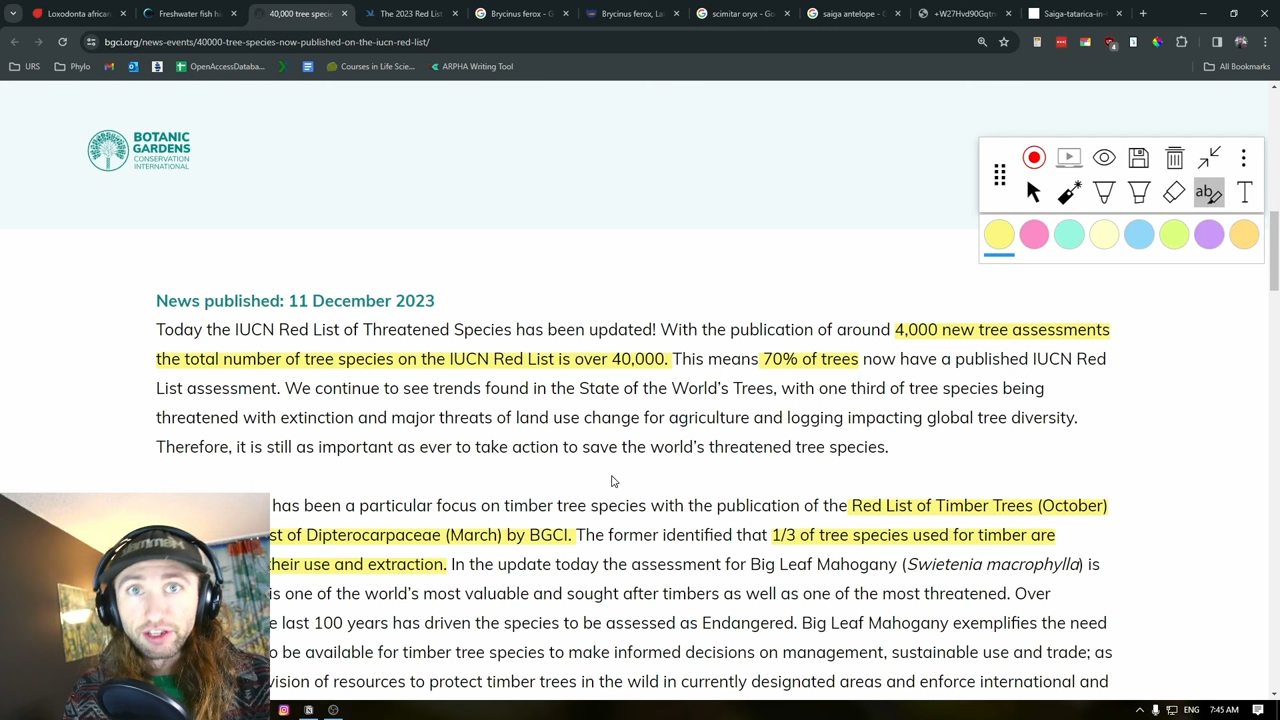 Loxodonta african
Freshwater fish h
40,000 tree specie
The 2023 Red List
Brycinus ferox - G
Brycinus ferox, La
scimitar oryx - Go
saiga antelope - G
+W27Hvd90Gqtn
Saiga-tatarica-in-
bgci.org/news-events/40000-tree-species-now-published-on-the-iucn-red-list/
URS
Phylo
OpenAccessDataba...
Courses in Life Scie...
ARPHA Writing Tool
All Bookmarks
BOTANIC
GARDENS
CONSERVATION
INTERNATIONAL
ab
T
News published: 11 December 2023
Today the IUCN Red List of Threatened Species has been updated! With the publication of around 4,000 new tree assessments
the total number of tree species on the IUCN Red List is over 40,000. This means 70% of trees now have a published IUCN Red
List assessment. We continue to see trends found in the State of the World's Trees, with one third of tree species being
threatened with extinction and major threats of land use change for agriculture and logging impacting global tree diversity.
Therefore, it is still as important as ever to take action to save the world's threatened tree species.
has been a particular focus on timber tree species with the publication of the Red List of Timber Trees (October)
st of Dipterocarpaceae (March) by BGCI. The former identified that 1/3 of tree species used for timber are
heir use and extraction. In the update today the assessment for Big Leaf Mahogany (Swietenia macrophylla) is
is one of the world's most valuable and sought after timbers as well as one of the most threatened. Over
e last 100 years has driven the species to be assessed as Endangered. Big Leaf Mahogany exemplifies the need
o be available for timber tree species to make informed decisions on management, sustainable use and trade; as
vision of resources to protect timber trees in the wild in currently designated areas and enforce international and
7:45 AM